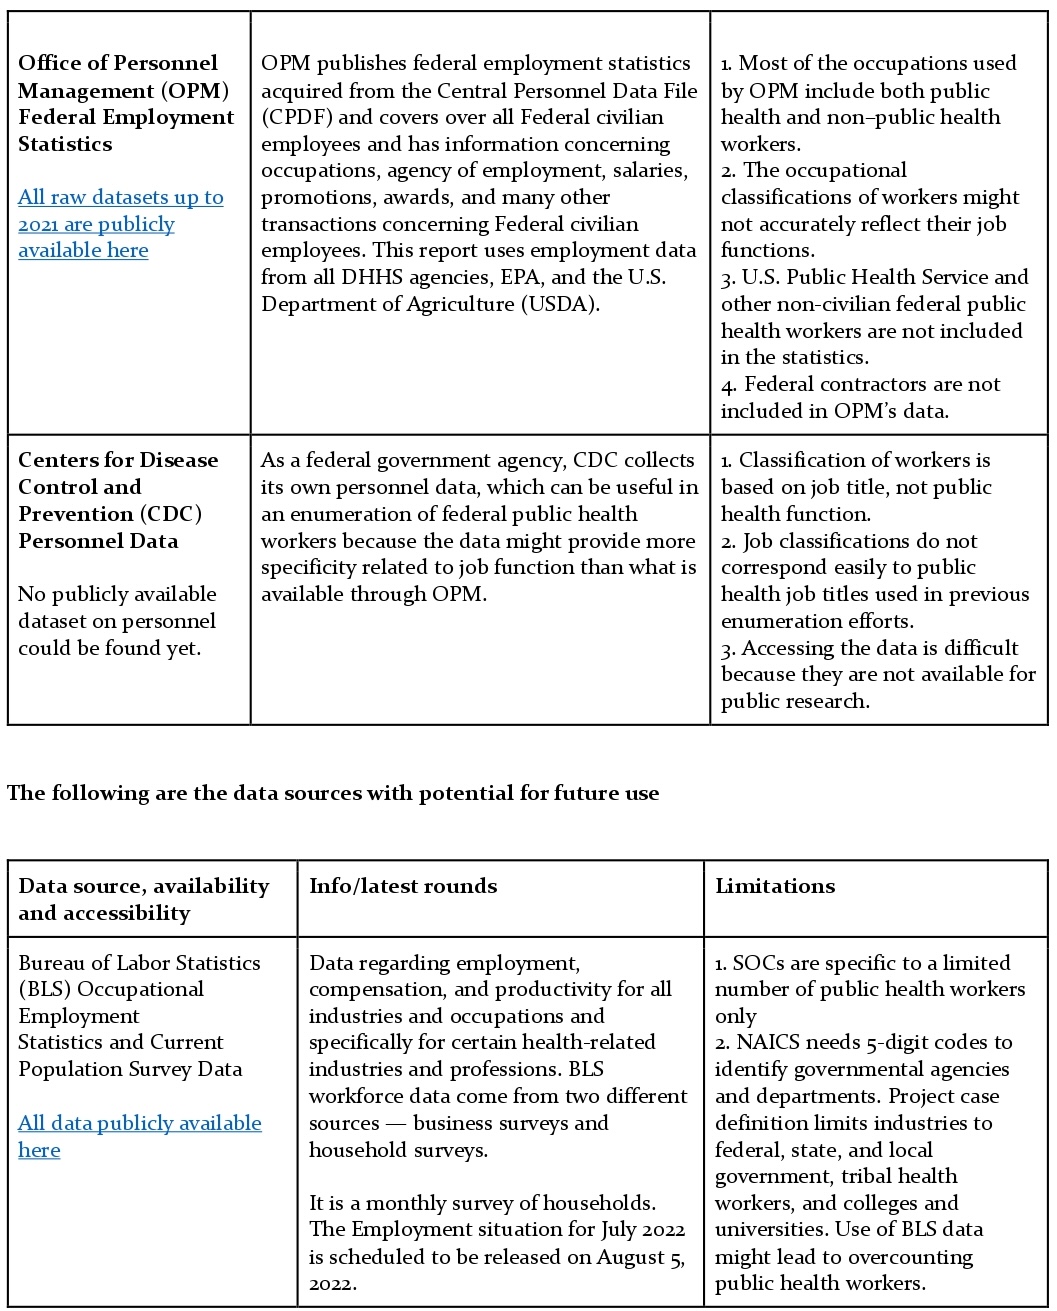 Office of Personnel
Management (OPM)
Federal Employment
Statistics
All raw datasets up to
2021 are publicly
available here
OPM publishes federal employment statistics
acquired from the Central Personnel Data File
(CPDF) and covers over all Federal civilian
employees and has information concerning
occupations, agency of employment, salaries,
promotions, awards, and many other
transactions concerning Federal civilian
employees. This report uses employment data
from all DHHS agencies, EPA, and the U.S.
Department of Agriculture (USDA).
1. Most of the occupations used
by OPM include both public
health and non–public health
workers.
2. The occupational
classifications of workers might
not accurately reflect their job
functions.
3. U.S. Public Health Service and
other non-civilian federal public
health workers are not included
in the statistics.
4. Federal contractors are not
included in OPM’s data.
Centers for Disease
Control and
Prevention (CDC)
Personnel Data
No publicly available
dataset on personnel
could be found yet.
As a federal government agency, CDC collects
its own personnel data, which can be useful in
an enumeration of federal public health
workers because the data might provide more
specificity related to job function than what is
available through OPM.
1. Classification of workers is
based on job title, not public
health function.
2. Job classifications do not
correspond easily to public
health job titles used in previous
enumeration efforts.
3. Accessing the data is difficult
because they are not available for
public research.
The following are the data sources with potential for future use
Data source, availability
and accessibility
Info/latest rounds
Limitations
Bureau of Labor Statistics
(BLS) Occupational
Employment
Statistics and Current
Population Survey Data
All data publicly available
here
Data regarding employment,
compensation, and productivity for all
industries and occupations and
specifically for certain health-related
industries and professions. BLS
workforce data come from two different
sources — business surveys and
household surveys.
It is a monthly survey of households.
The Employment situation for July 2022
is scheduled to be released on August 5,
2022.
1. SOCs are specific to a limited
number of public health workers
only
2. NAICS needs 5-digit codes to
identify governmental agencies
and departments. Project case
definition limits industries to
federal, state, and local
government, tribal health
workers, and colleges and
universities. Use of BLS data
might lead to overcounting
public health workers.